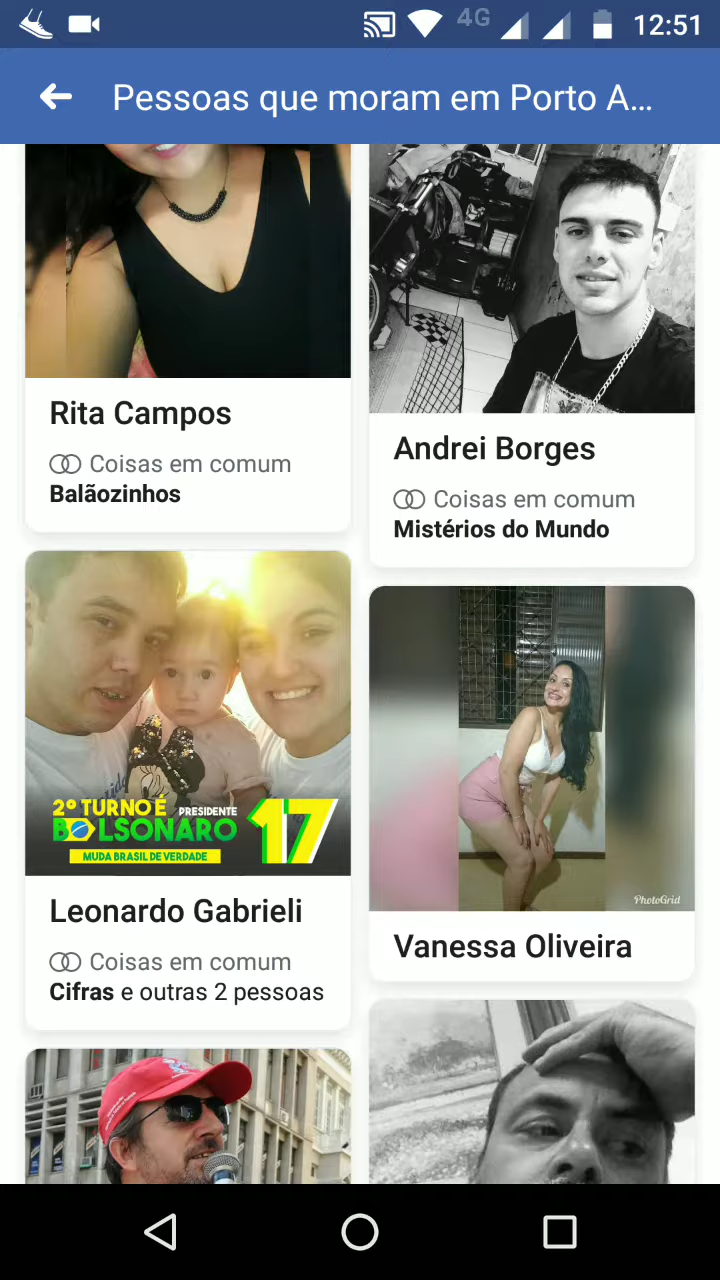 4G 12:51
Pessoas que moram em Porto A...
Rita Campos
Coisas em comum
Balãozinhos
Andrei Borges
Coisas em comum
Mistérios do Mundo
2º TURNO É
PRESIDENTE
BOLSONARO
17
MUDA BRASIL DE VERDADE
Leonardo Gabrieli
Coisas em comum
Cifras e outras 2 pessoas
PhotoGrid
Vanessa Oliveira